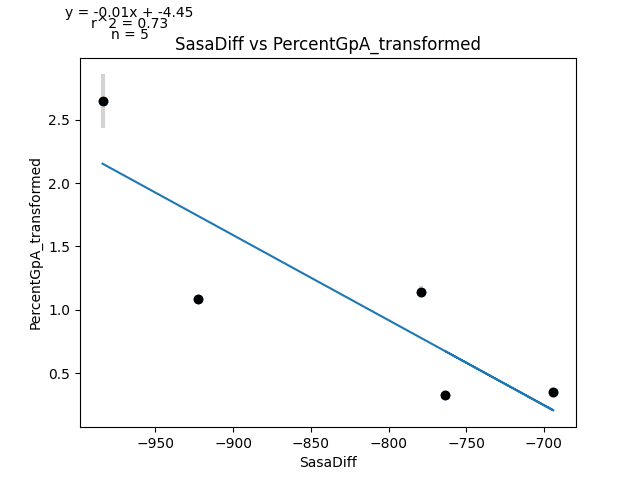 y = -0.01x + -4.45
r^2 = 0.73
n = 5
SasaDiff vs PercentGpA_transformed
PercentGpA_transformed
2.5
2.0
1.5
1.0
0.5
−950 −900 −850 −800 −750 −700
SasaDiff